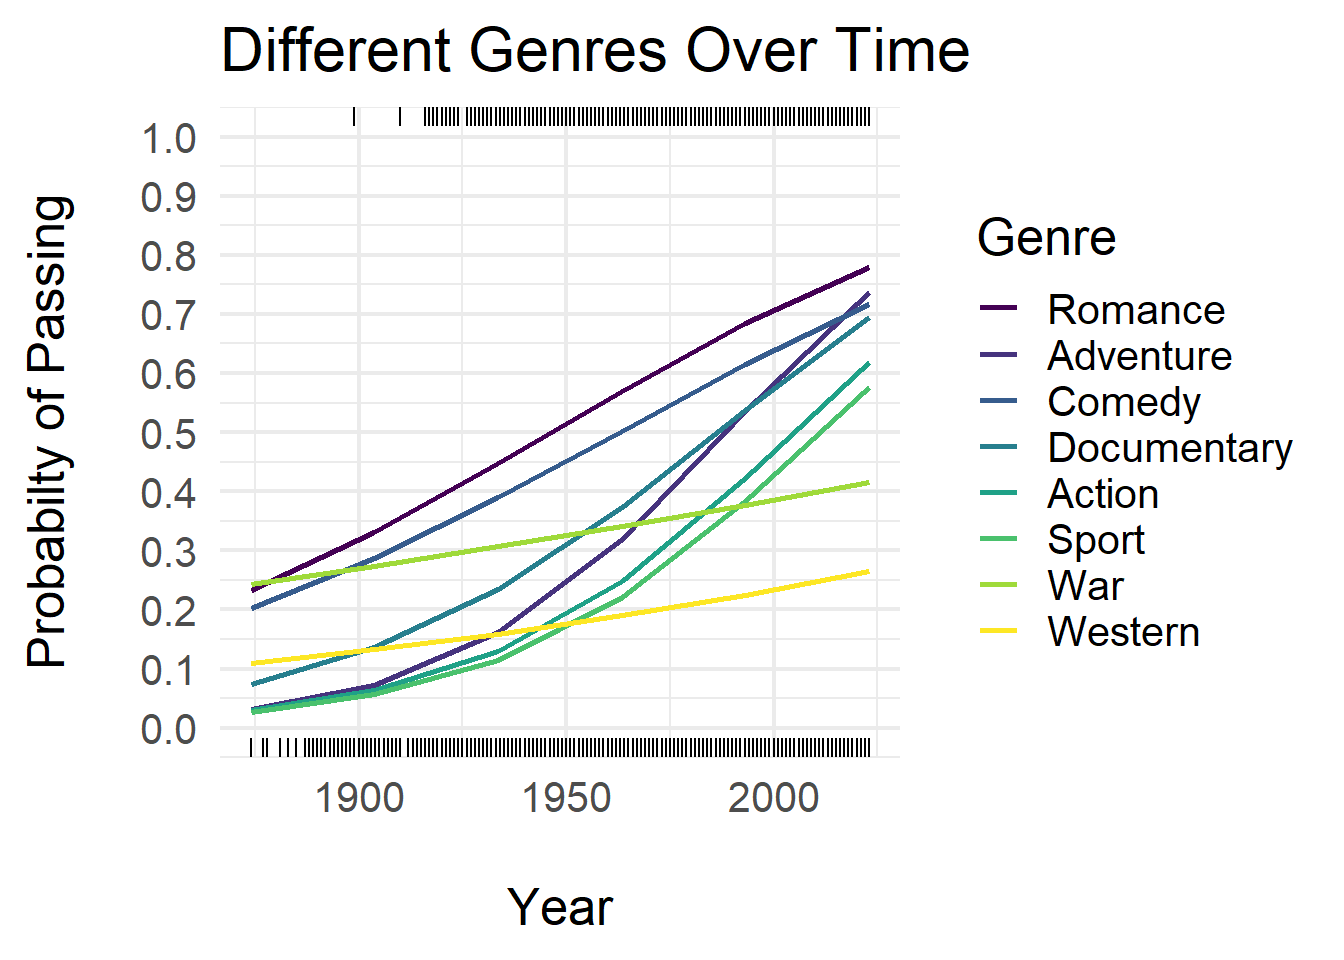 Different Genres Over Time
Probabilty of Passing
1.0
0.9
0.8
0.7
0.6
0.5
0.4
0.3
0.2
0.1
0.0
1900
1950
2000
Year
Genre
Romance
Adventure
Comedy
Documentary
Action
Sport
War
Western